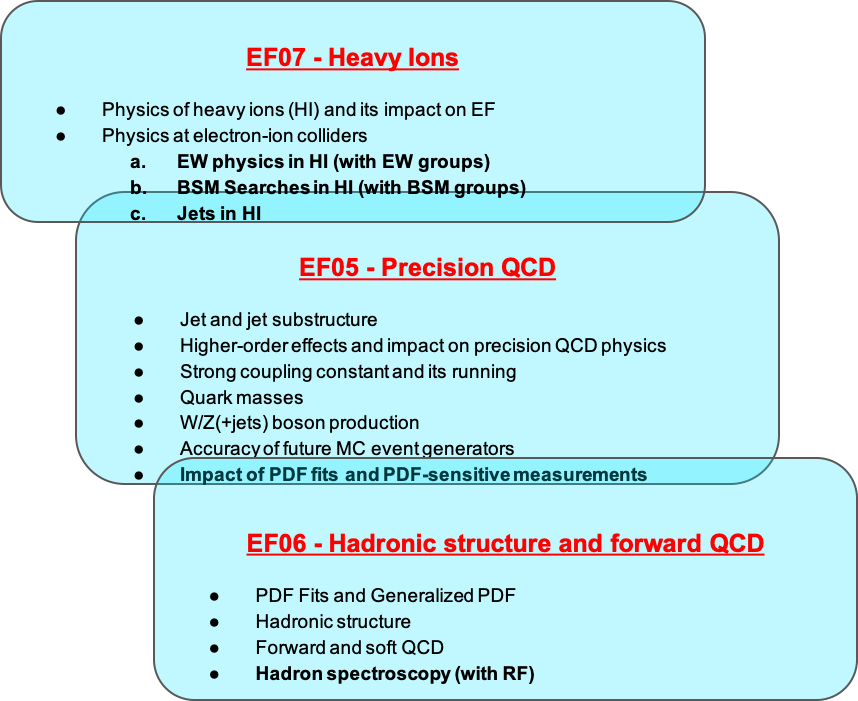 EF07 - Heavy Ions
● Physics of heavy ions (HI) and its impact on EF
● Physics at electron-ion colliders
a. EW physics in HI (with EW groups)
b. BSM Searches in HI (with BSM groups)
c. Jets in HI
EF05 - Precision QCD
● Jet and jet substructure
● Higher-order effects and impact on precision QCD physics
● Strong coupling constant and its running
● Quark masses
● W/Z(+jets) boson production
● Accuracy of future MC event generators
● Impact of PDF fits and PDF-sensitive measurements
EF06 - Hadronic structure and forward QCD
● PDF Fits and Generalized PDF
● Hadronic structure
● Forward and soft QCD
● Hadron spectroscopy (with RF)